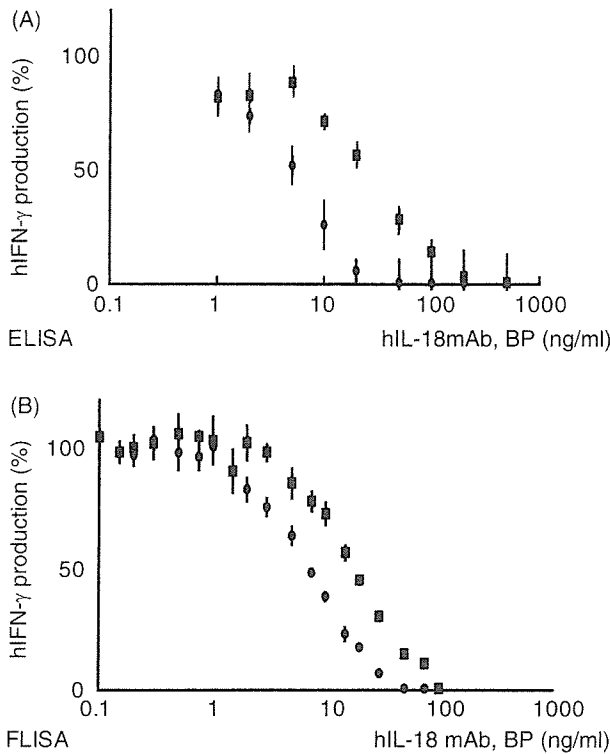 (A)
100
50
0
hIFN-γ production (%)
0.1 1 10 100 1000
ELISA hIL-18mAb, BP (ng/ml)
(B)
100
50
0
hIFN-γ production (%)
0.1 1 10 100 1000
FLISA hIL-18 mAb, BP (ng/ml)